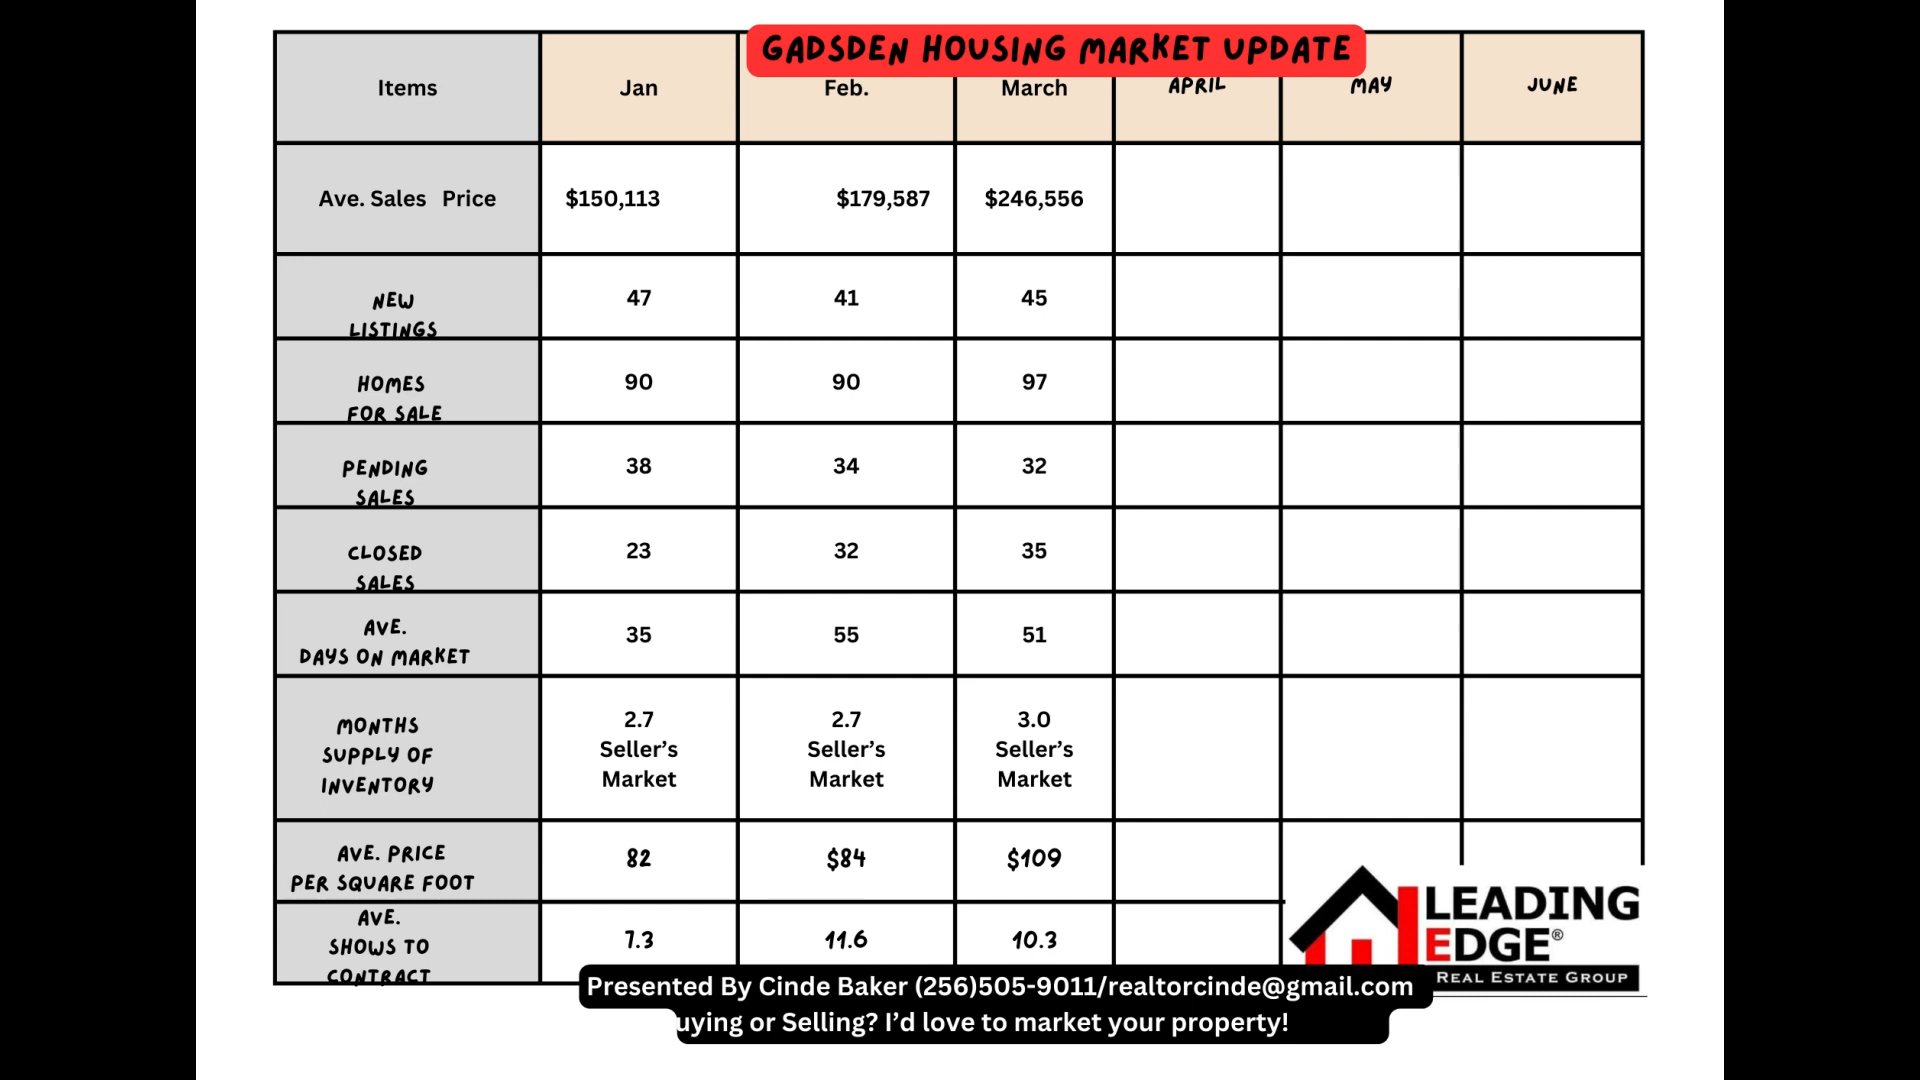 GADSDEN HOUSING MARKET UPDATE
Items Jan Feb. March APRIL MAY JUNE
Ave. Sales Price $150,113 $179,587 $246,556
NEW
LISTINGS
47 41 45
HOMES
FOR SALE
90 90 97
PENDING
SALES
38 34 32
CLOSED
SALES
23 32 35
AVE.
DAYS ON MARKET
35 55 51
MONTHS
SUPPLY OF
INVENTORY
2.7
Seller’s
Market
2.7
Seller’s
Market
3.0
Seller’s
Market
AVE. PRICE
PER SQUARE FOOT
82 $84 $109
AVE.
SHOWS TO
CONTRACT
7.3 11.6 10.3
LEADING
EDGE®
REAL ESTATE GROUP
Presented By Cinde Baker (256)505-9011/realtorcinde@gmail.com
uying or Selling? I’d love to market your property!